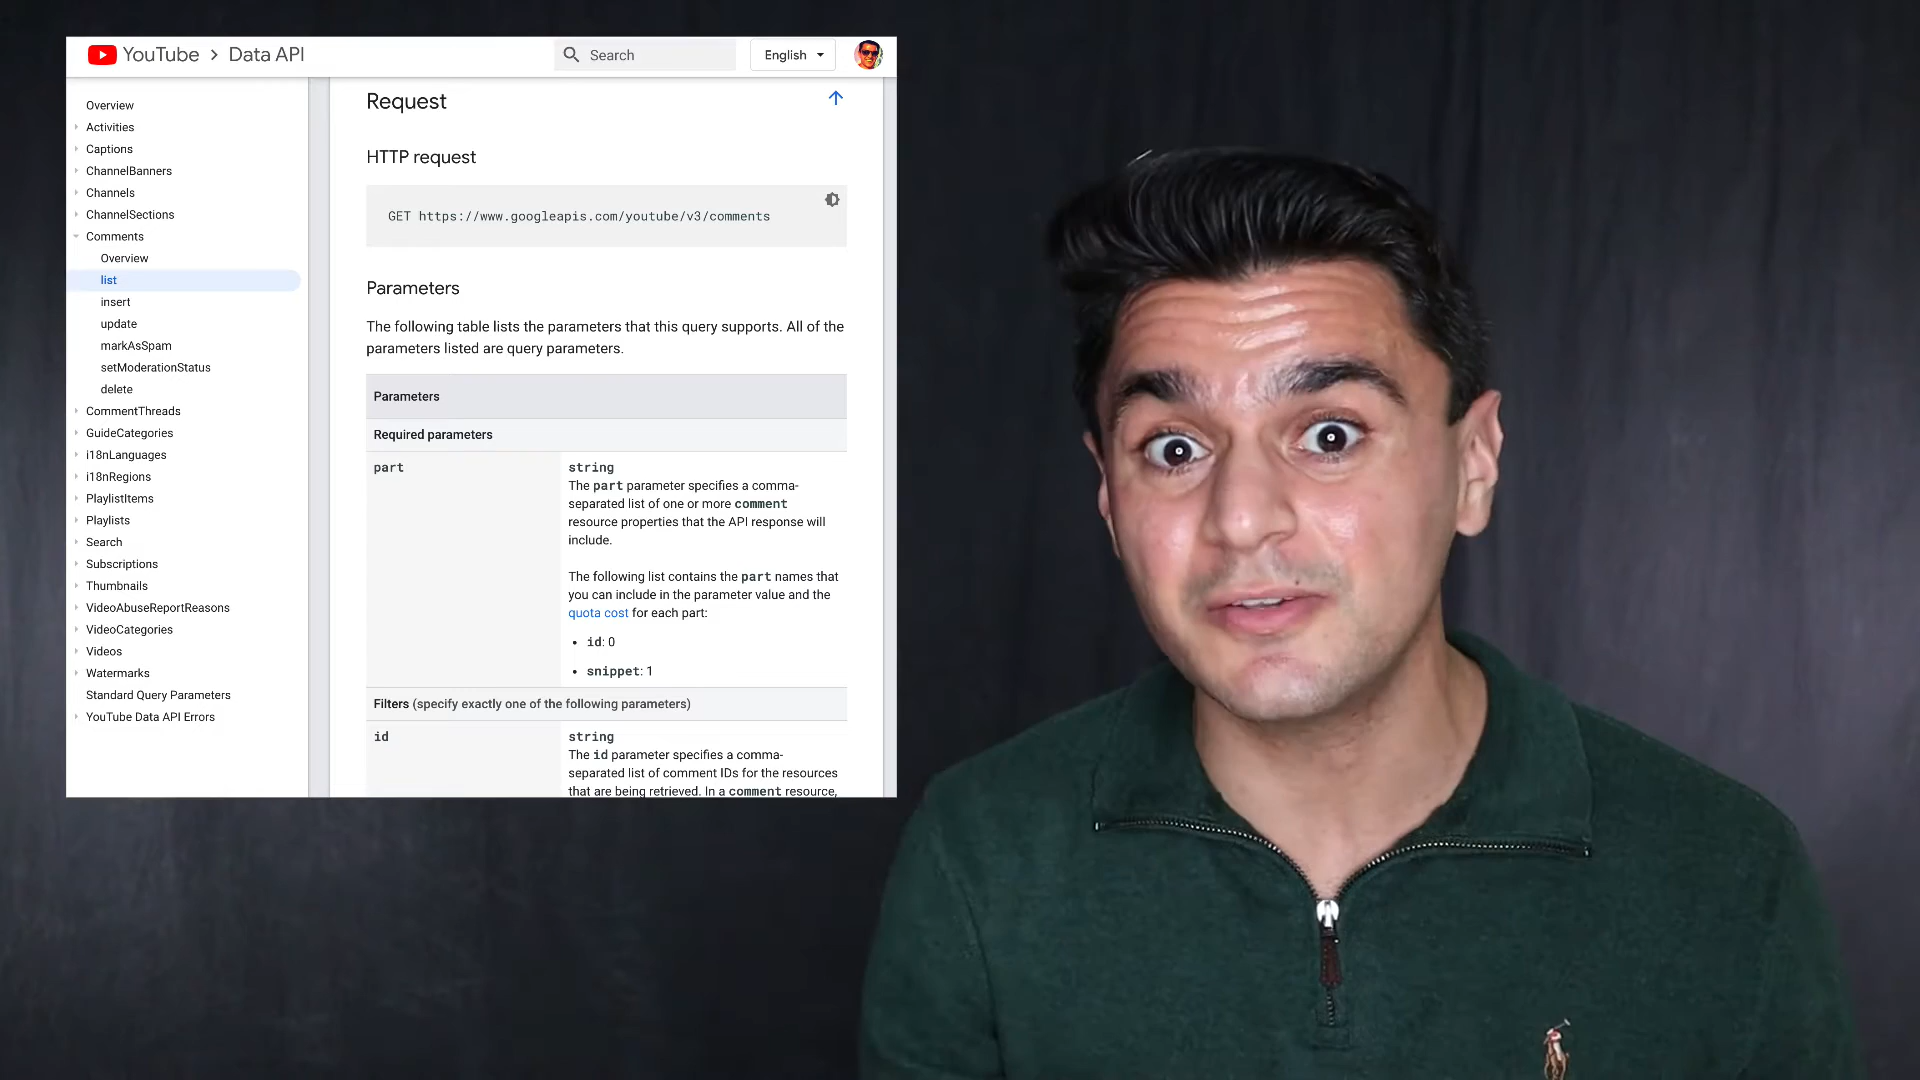 YouTube > Data API
Search
English
Overview
Activities
Captions
ChannelBanners
Channels
ChannelSections
Comments
Overview
list
insert
update
markAsSpam
setModerationStatus
delete
CommentThreads
GuideCategories
i18nLanguages
i18nRegions
PlaylistItems
Playlists
Search
Subscriptions
Thumbnails
VideoAbuseReportReasons
VideoCategories
Videos
Watermarks
Standard Query Parameters
YouTube Data API Errors
Request
HTTP request
GET https://www.googleapis.com/youtube/v3/comments
Parameters
The following table lists the parameters that this query supports. All of the
parameters listed are query parameters.
Parameters
Required parameters
part
string
The part parameter specifies a comma-
separated list of one or more comment
resource properties that the API response will
include.
The following list contains the part names that
you can include in the parameter value and the
quota cost for each part:
• id: 0
• snippet: 1
Filters (specify exactly one of the following parameters)
id
string
The id parameter specifies a comma-
separated list of comment IDs for the resources
that are being retrieved. In a comment resource,